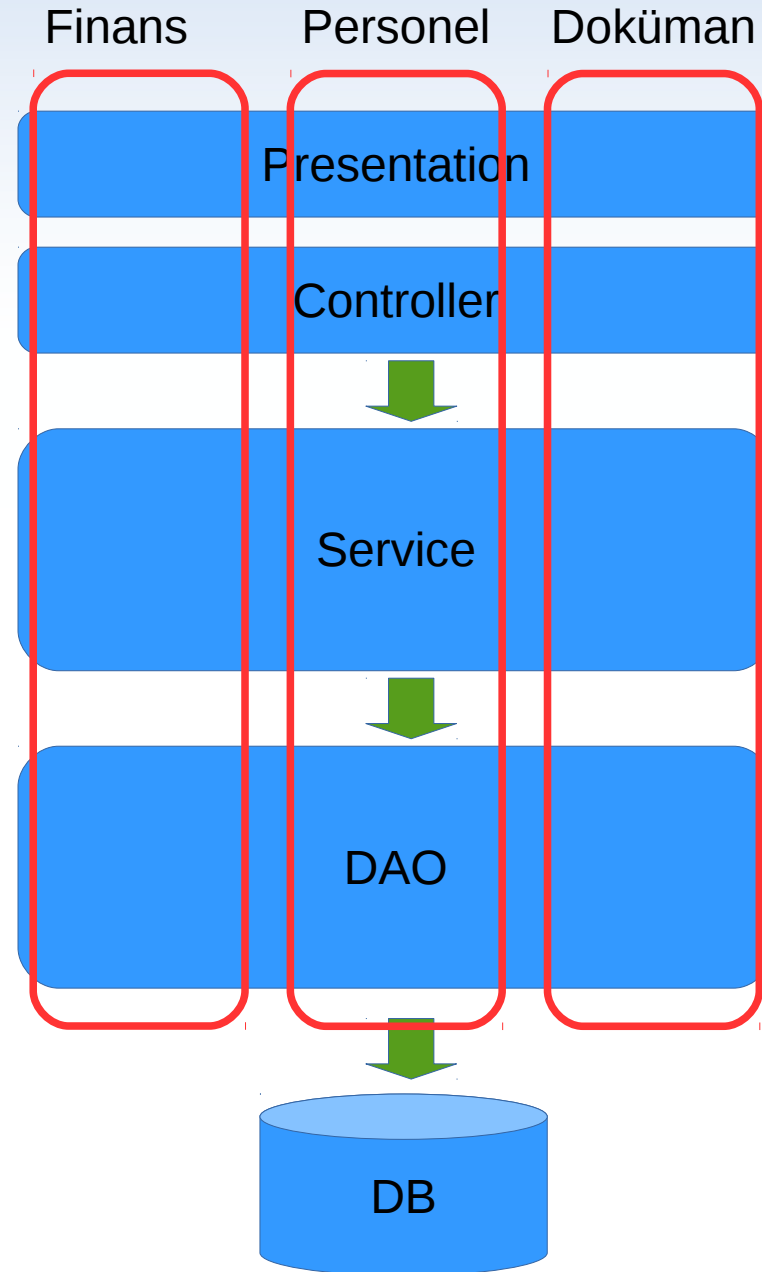 Finans Personel Doküman
Presentation
Controller
Service
DAO
DB